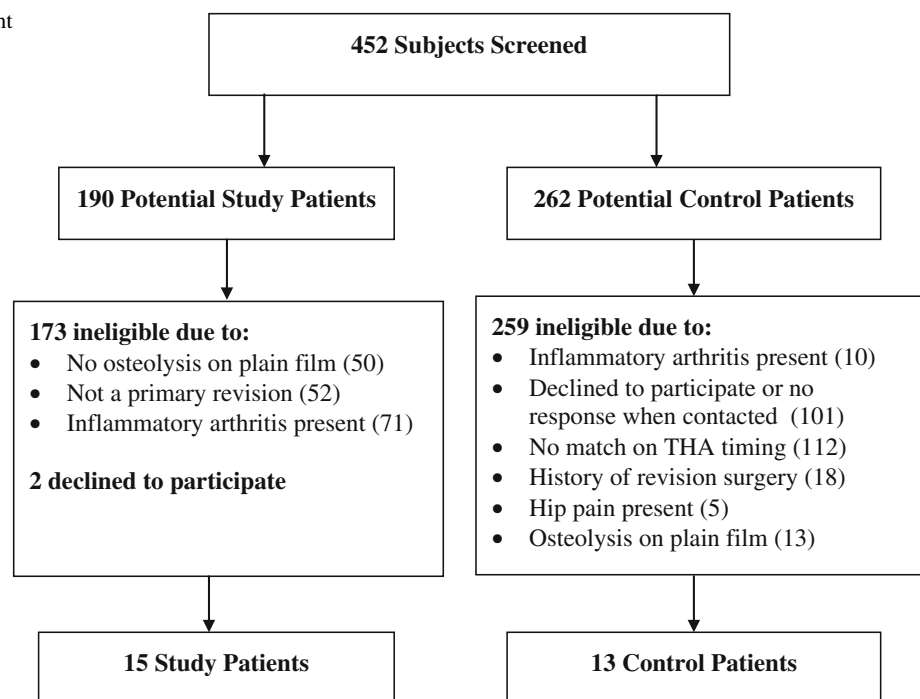 nt
452 Subjects Screened
190 Potential Study Patients
262 Potential Control Patients
173 ineligible due to:
• No osteolysis on plain film (50)
• Not a primary revision (52)
• Inflammatory arthritis present (71)
2 declined to participate
259 ineligible due to:
• Inflammatory arthritis present (10)
• Declined to participate or no
response when contacted (101)
• No match on THA timing (112)
• History of revision surgery (18)
• Hip pain present (5)
• Osteolysis on plain film (13)
15 Study Patients
13 Control Patients